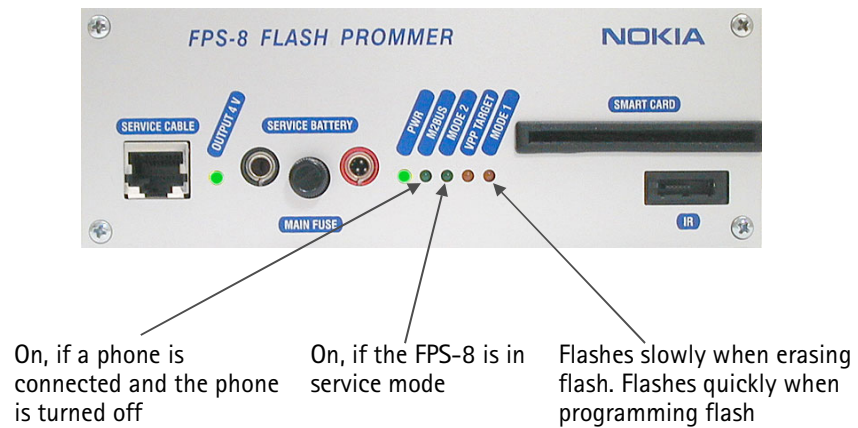 FPS-8 FLASH PROMMER
NOKIA
SERVICE CABLE
OUTPUT 4 V
SERVICE BATTERY
PWR
M2BUS
MODE 2
VPP TARGET
MODE 1
SMART CARD
MAIN FUSE
IR
On, if a phone is
connected and the phone
is turned off
On, if the FPS-8 is in
service mode
Flashes slowly when erasing
flash. Flashes quickly when
programming flash